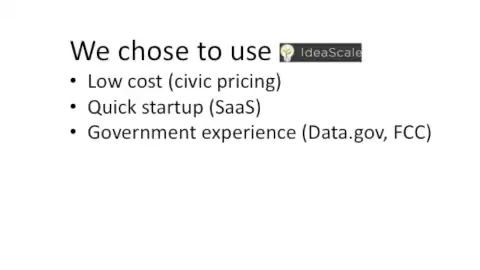 We chose to use IdeaScale
• Low cost (civic pricing)
• Quick startup (SaaS)
• Government experience (Data.gov, FCC)